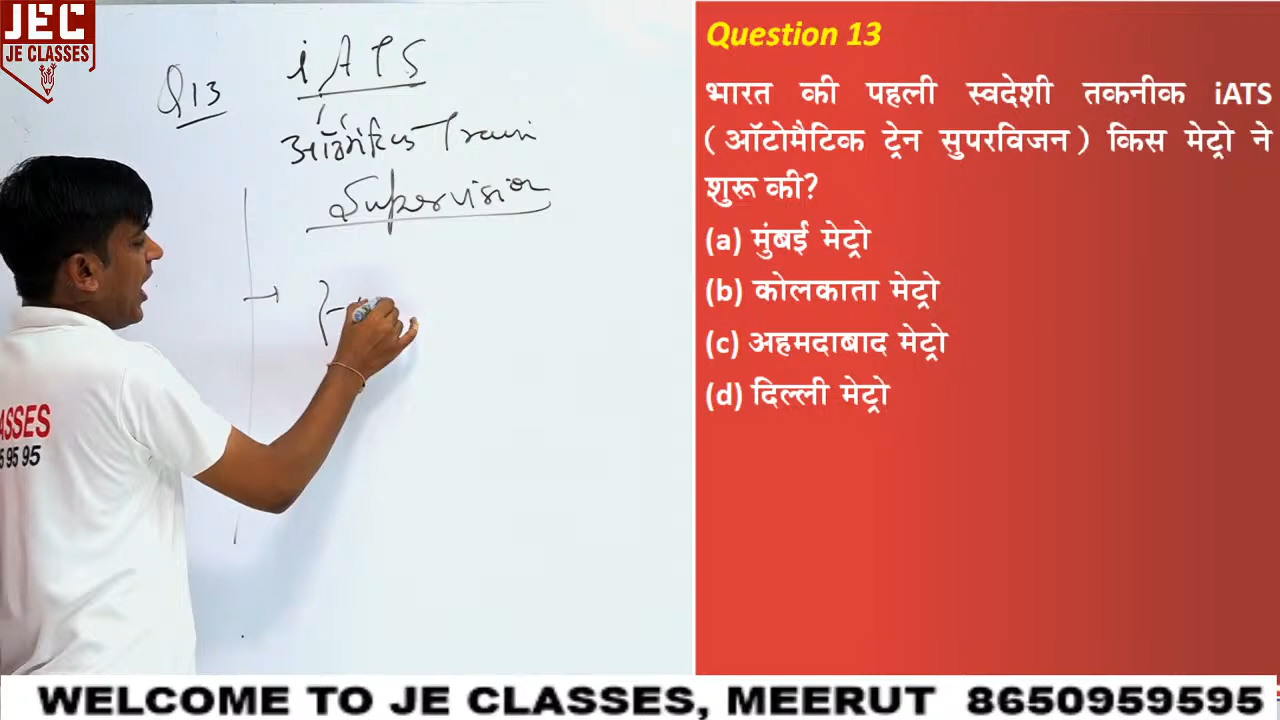 JEC
JE CLASSES
Q13
iATS
Train
Supervision
ASSES
5 95 95
Question 13
भारत की पहली स्वदेशी तकनीक iATS
(ऑटोमैटिक ट्रेन सुपरविजन) किस मेट्रो ने
शुरू की?
(a) मुंबई मेट्रो
(b) कोलकाता मेट्रो
(c) अहमदाबाद मेट्रो
(d) दिल्ली मेट्रो
WELCOME TO JE CLASSES, MEERUT 8650959595